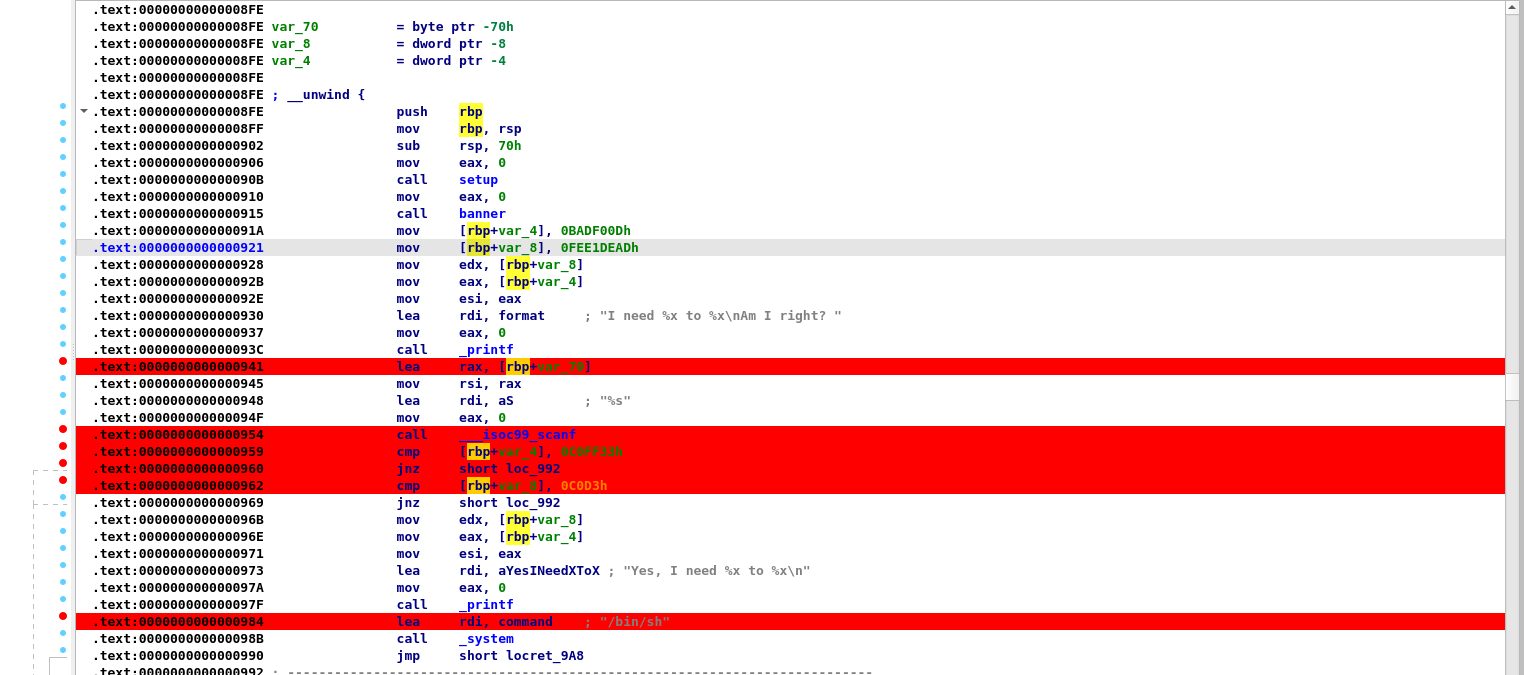 .text:00000000000008FE
.text:00000000000008FE var_70          = byte ptr -70h
.text:00000000000008FE var_8           = dword ptr -8
.text:00000000000008FE var_4           = dword ptr -4
.text:00000000000008FE
.text:00000000000008FE ; __unwind {
.text:00000000000008FE                 push    rbp
.text:00000000000008FF                 mov     rbp, rsp
.text:0000000000000902                 sub     rsp, 70h
.text:0000000000000906                 mov     eax, 0
.text:000000000000090B                 call    setup
.text:0000000000000910                 mov     eax, 0
.text:0000000000000915                 call    banner
.text:000000000000091A                 mov     [rbp+var_4], 0BADF00Dh
.text:0000000000000921                 mov     [rbp+var_8], 0FEE1DEADh
.text:0000000000000928                 mov     edx, [rbp+var_8]
.text:000000000000092B                 mov     eax, [rbp+var_4]
.text:000000000000092E                 mov     esi, eax
.text:0000000000000930                 lea     rdi, format     ; "I need %x to %x\nAm I right? "
.text:0000000000000937                 mov     eax, 0
.text:000000000000093C                 call    _printf
.text:0000000000000941                 lea     rax, [rbp+var_70]
.text:0000000000000945                 mov     rsi, rax
.text:0000000000000948                 lea     rdi, aS         ; "%s"
.text:000000000000094F                 mov     eax, 0
.text:0000000000000954                 call    ___isoc99_scanf
.text:0000000000000959                 cmp     [rbp+var_4], 0C0FF33h
.text:0000000000000960                 jnz     short loc_992
.text:0000000000000962                 cmp     [rbp+var_8], 0C0D3h
.text:0000000000000969                 jnz     short loc_992
.text:000000000000096B                 mov     edx, [rbp+var_8]
.text:000000000000096E                 mov     eax, [rbp+var_4]
.text:0000000000000971                 mov     esi, eax
.text:0000000000000973                 lea     rdi, aYesINeedXToX ; "Yes, I need %x to %x\n"
.text:000000000000097A                 mov     eax, 0
.text:000000000000097F                 call    _printf
.text:0000000000000984                 lea     rdi, command    ; "/bin/sh"
.text:000000000000098B                 call    _system
.text:0000000000000990                 jmp     short locret_9A8
.text:0000000000000992 ; ---------------------------------------------------------------------------